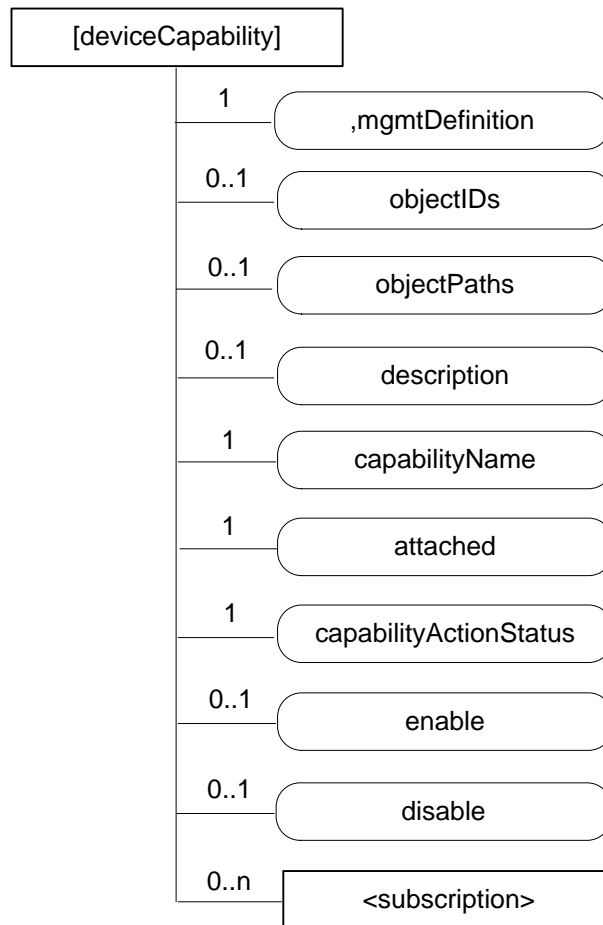 [deviceCapability]
1
,mgmtDefinition
0..1
objectIDs
0..1
objectPaths
0..1
description
1
capabilityName
1
attached
1
capabilityActionStatus
0..1
enable
0..1
disable
0..n
<subscription>